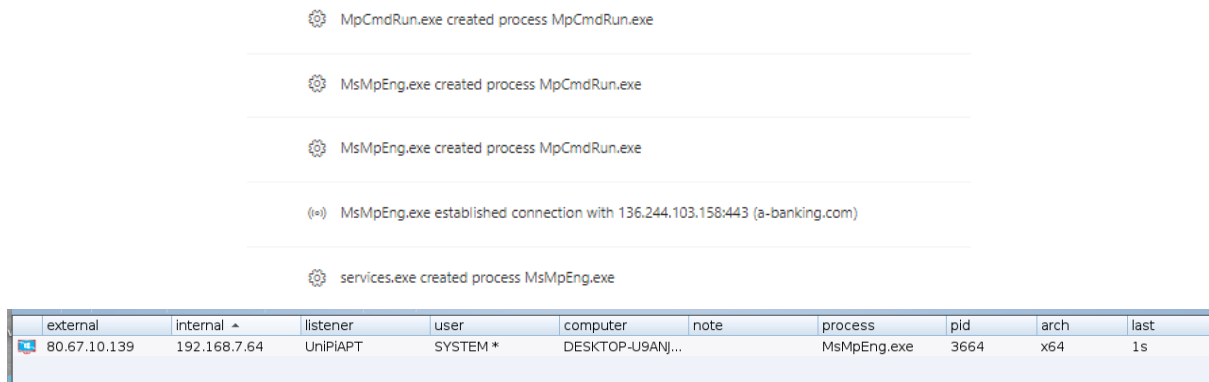 MpCmdRun.exe created process MpCmdRun.exe
MsMpEng.exe created process MpCmdRun.exe
MsMpEng.exe created process MpCmdRun.exe
MsMpEng.exe established connection with 136.244.103.158:443 (a-banking.com)
services.exe created process MsMpEng.exe
external internal listener user computer note process pid arch last
80.67.10.139 192.168.7.64 UniPiAPT SYSTEM * DESKTOP-U9ANJ... MsMpEng.exe 3664 x64 1s